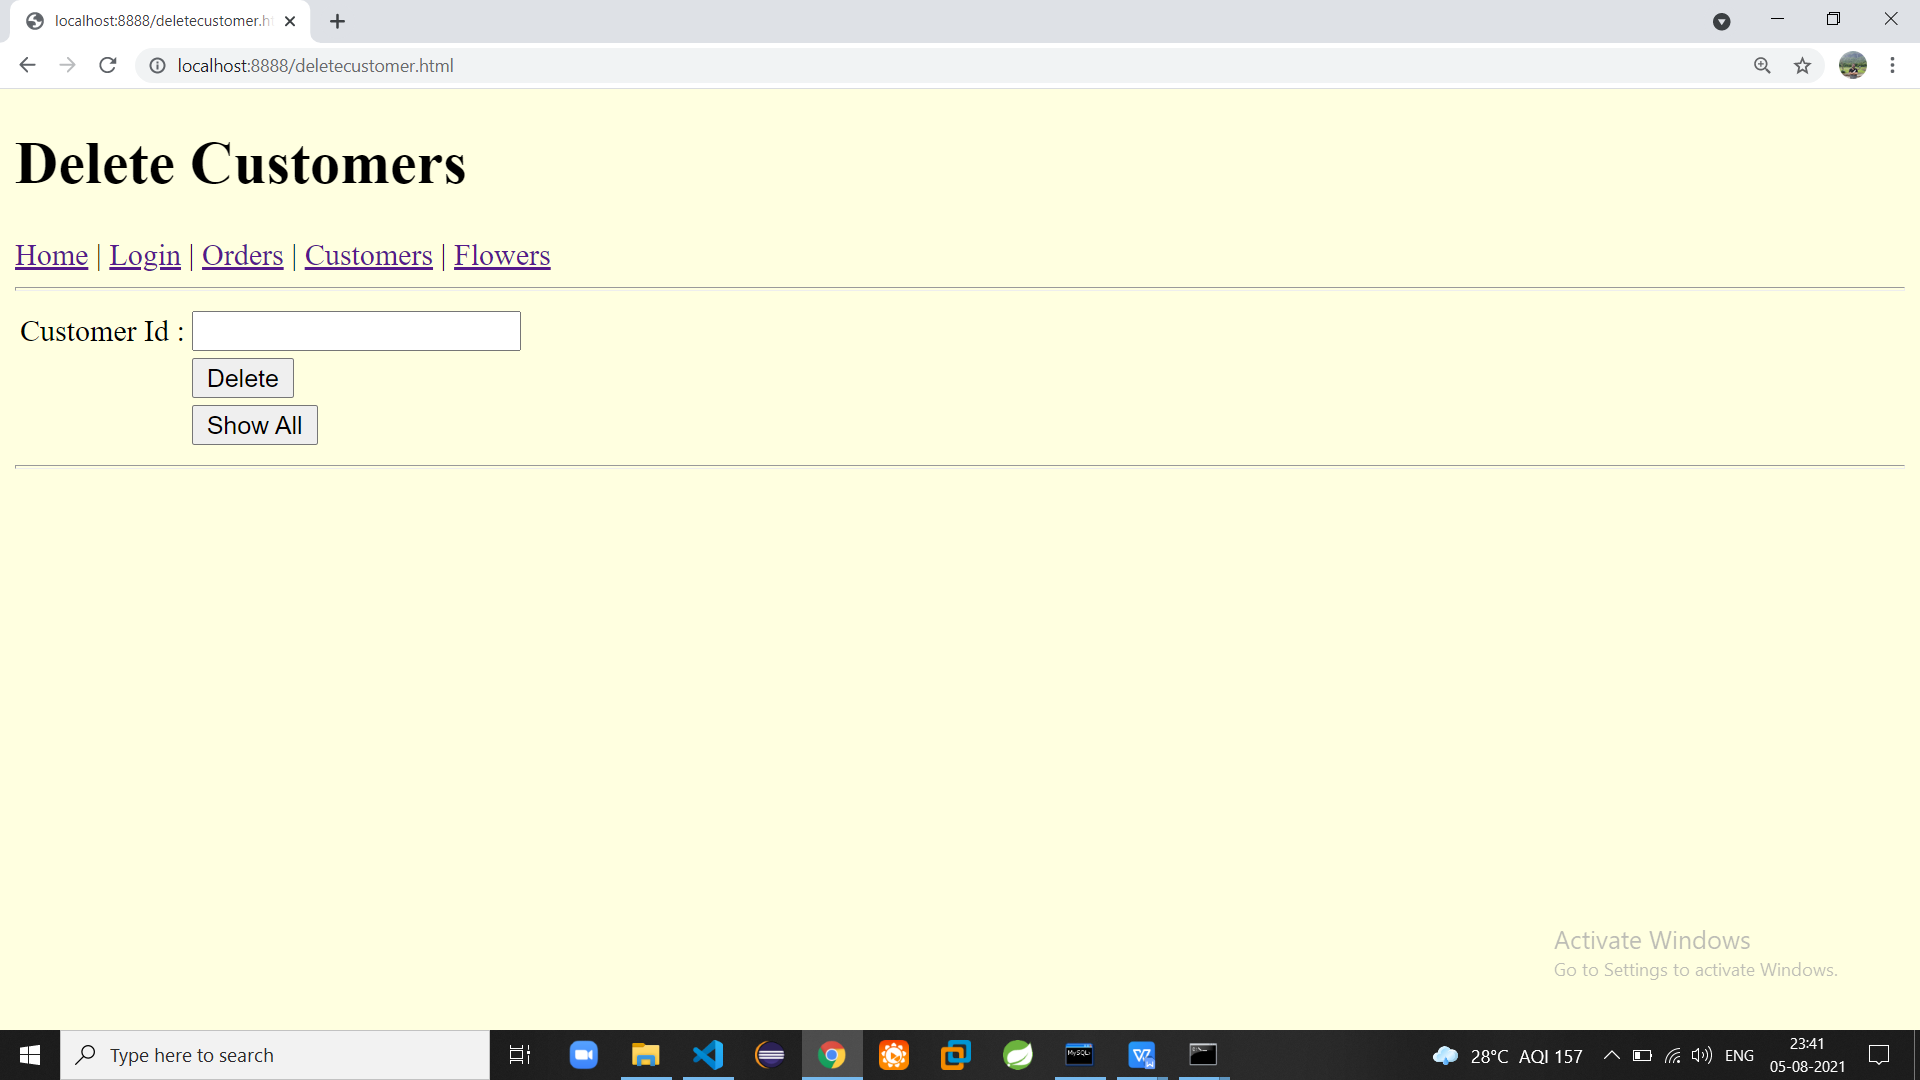 localhost:8888/deletecustomer.ht
localhost:8888/deletecustomer.html
Delete Customers
Home | Login | Orders | Customers | Flowers
Customer Id :
Delete
Show All
Activate Windows
Go to Settings to activate Windows.
Type here to search
MySQL
28°C AQI 157
ENG
23:41
05-08-2021